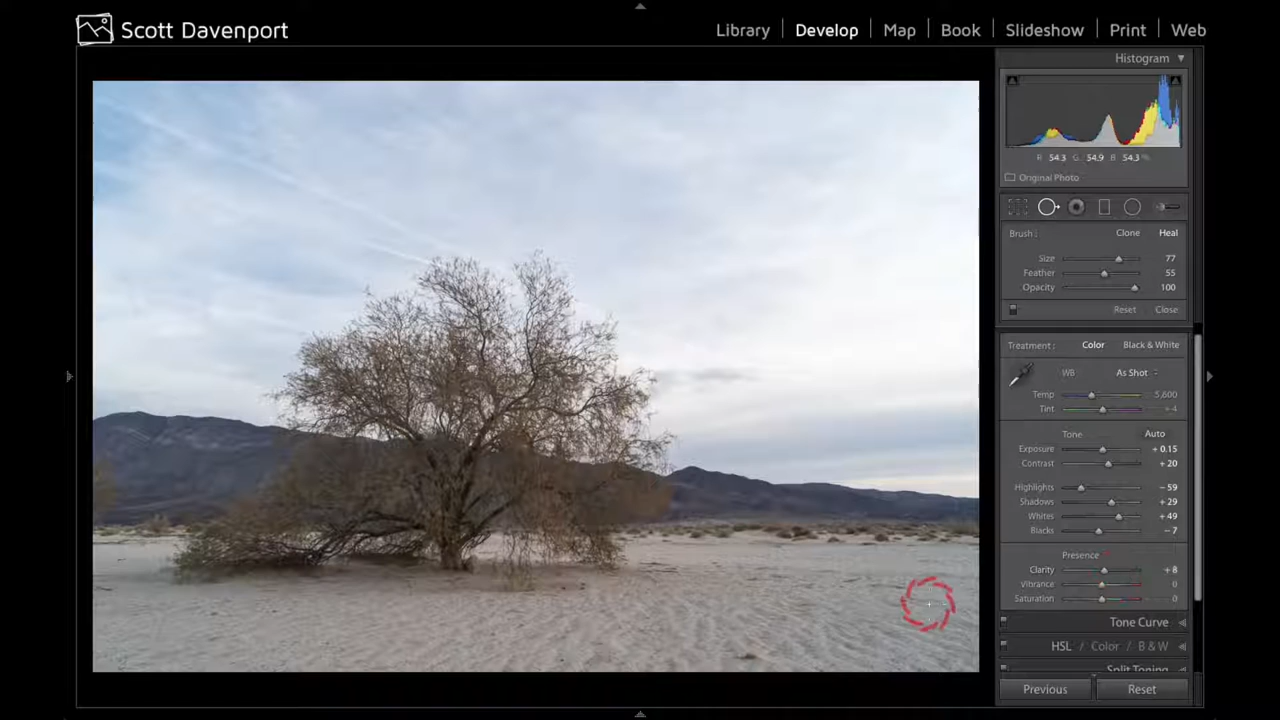 Scott Davenport
Library Develop Map Book Slideshow Print Web
Histogram
R 54.3 G 54.9 B 54.3 %
Original Photo
Brush : Clone Heal
Size 77
Feather 55
Opacity 100
Reset Close
Treatment : Color Black & White
WB As Shot
Temp 5,600
Tint + 4
Tone Auto
Exposure + 0.15
Contrast + 20
Highlights − 59
Shadows + 29
Whites + 49
Blacks − 7
Presence
Clarity + 8
Vibrance 0
Saturation 0
Tone Curve
HSL / Color / B & W
Split Toning
Previous Reset